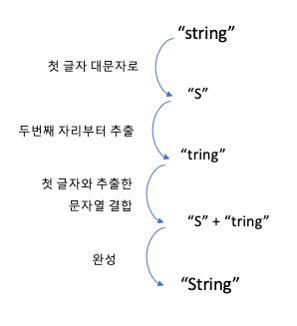 “string”
첫 글자 대문자로
“S”
두번째 자리부터 추출
“tring”
첫 글자와 추출한
문자열 결합
“S” + “tring”
완성
“String”